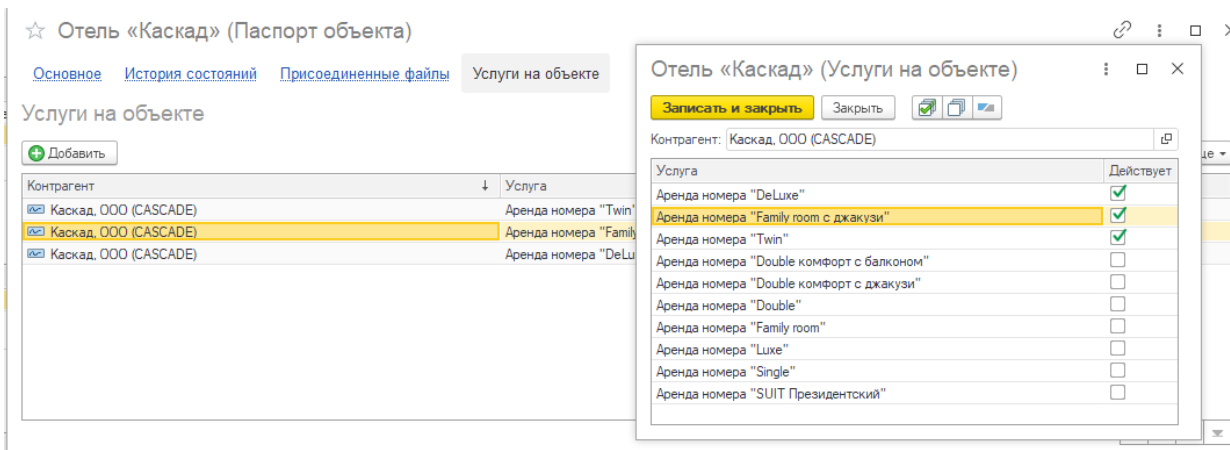 Отель «Каскад» (Паспорт объекта)
Основное История состояний Присоединенные файлы Услуги на объекте
Услуги на объекте
Добавить
Контрагент Услуга
Каскад, ООО (CASCADE) Аренда номера "Twin"
Каскад, ООО (CASCADE) Аренда номера "Family
Каскад, ООО (CASCADE) Аренда номера "DeLu
Отель «Каскад» (Услуги на объекте)
Записать и закрыть Закрыть
Контрагент: Каскад, ООО (CASCADE)
Услуга Действует
Аренда номера "DeLuxe"
Аренда номера "Family room с джакузи"
Аренда номера "Twin"
Аренда номера "Double комфорт с балконом"
Аренда номера "Double комфорт с джакузи"
Аренда номера "Double"
Аренда номера "Family room"
Аренда номера "Luxe"
Аренда номера "Single"
Аренда номера "SUIT Президентский"